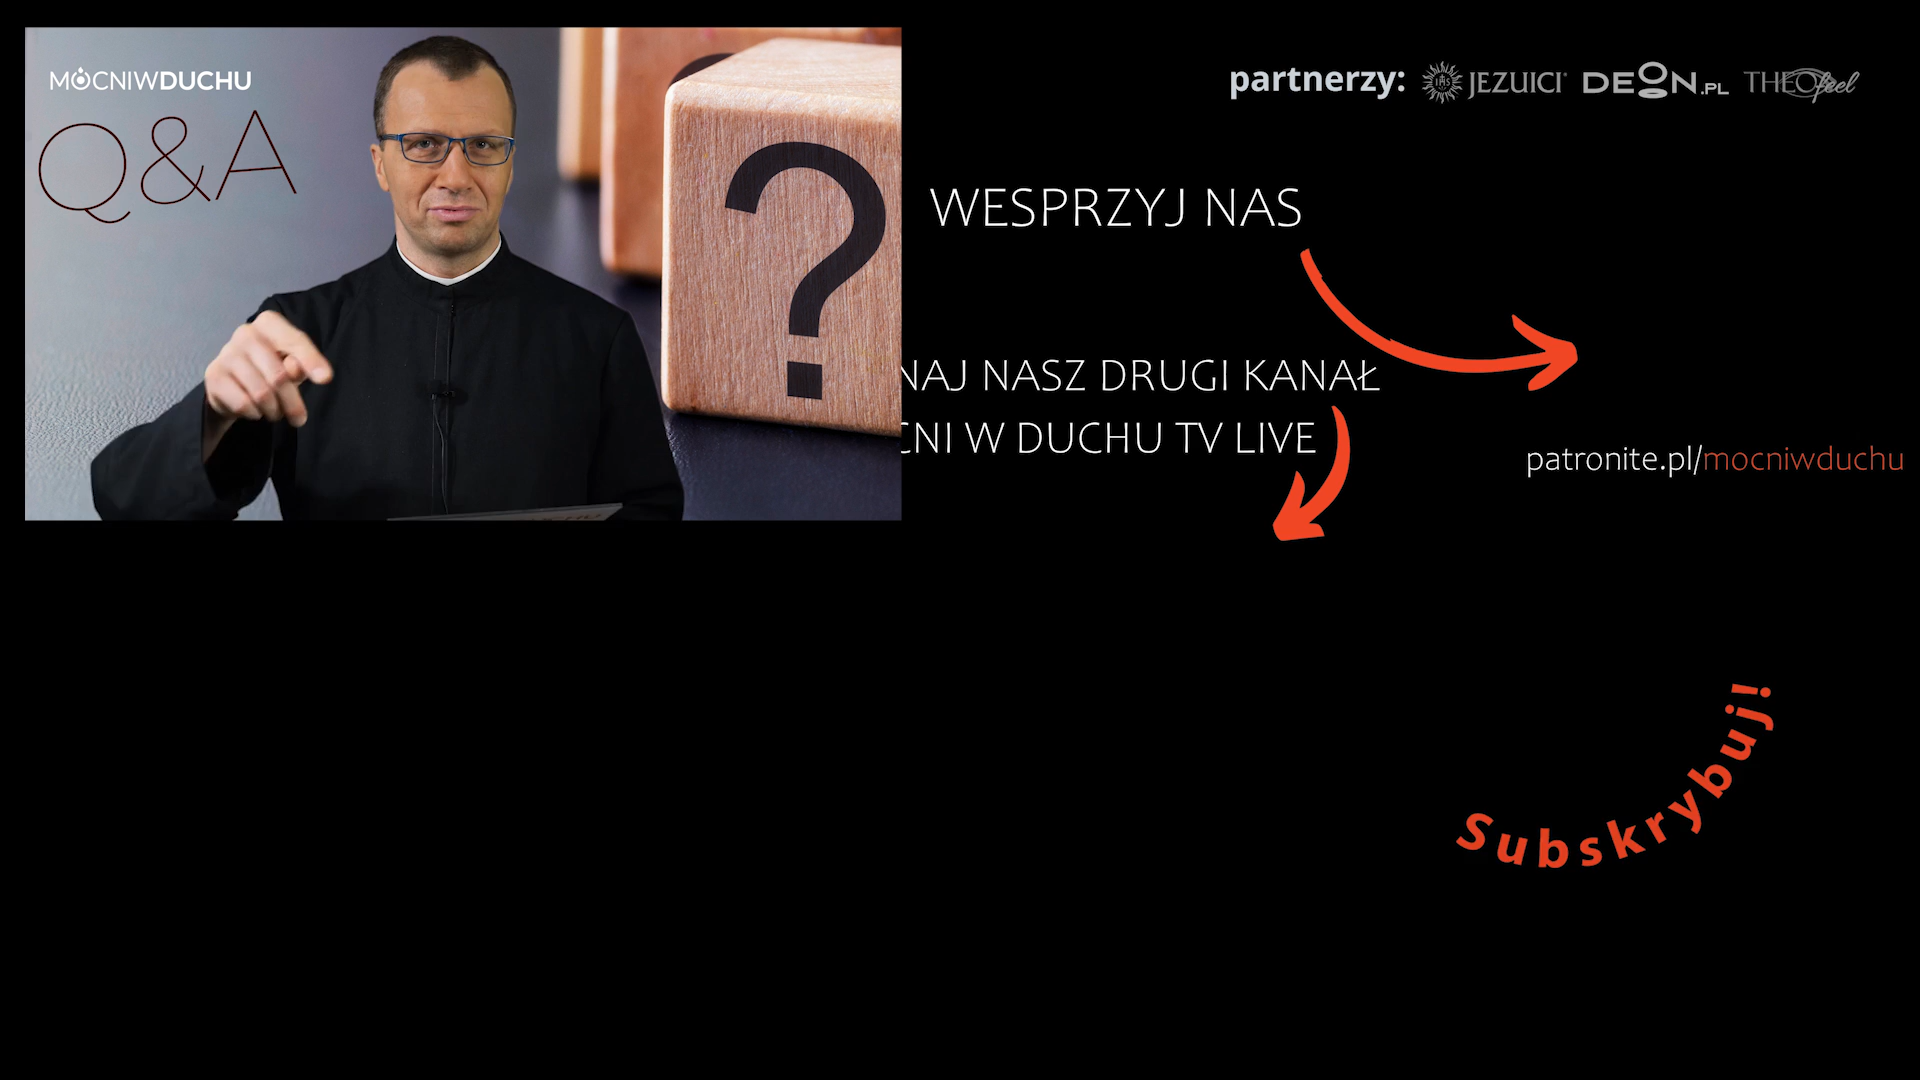 MOCNIWDUCHU
Q&A
?
partnerzy: JEZUICI DEON.PL THEOfeel
WESPRZYJ NAS
NAJ NASZ DRUGI KANAŁ
CNI W DUCHU TV LIVE
patronite.pl/mocniwduchu
Subskrybuj!